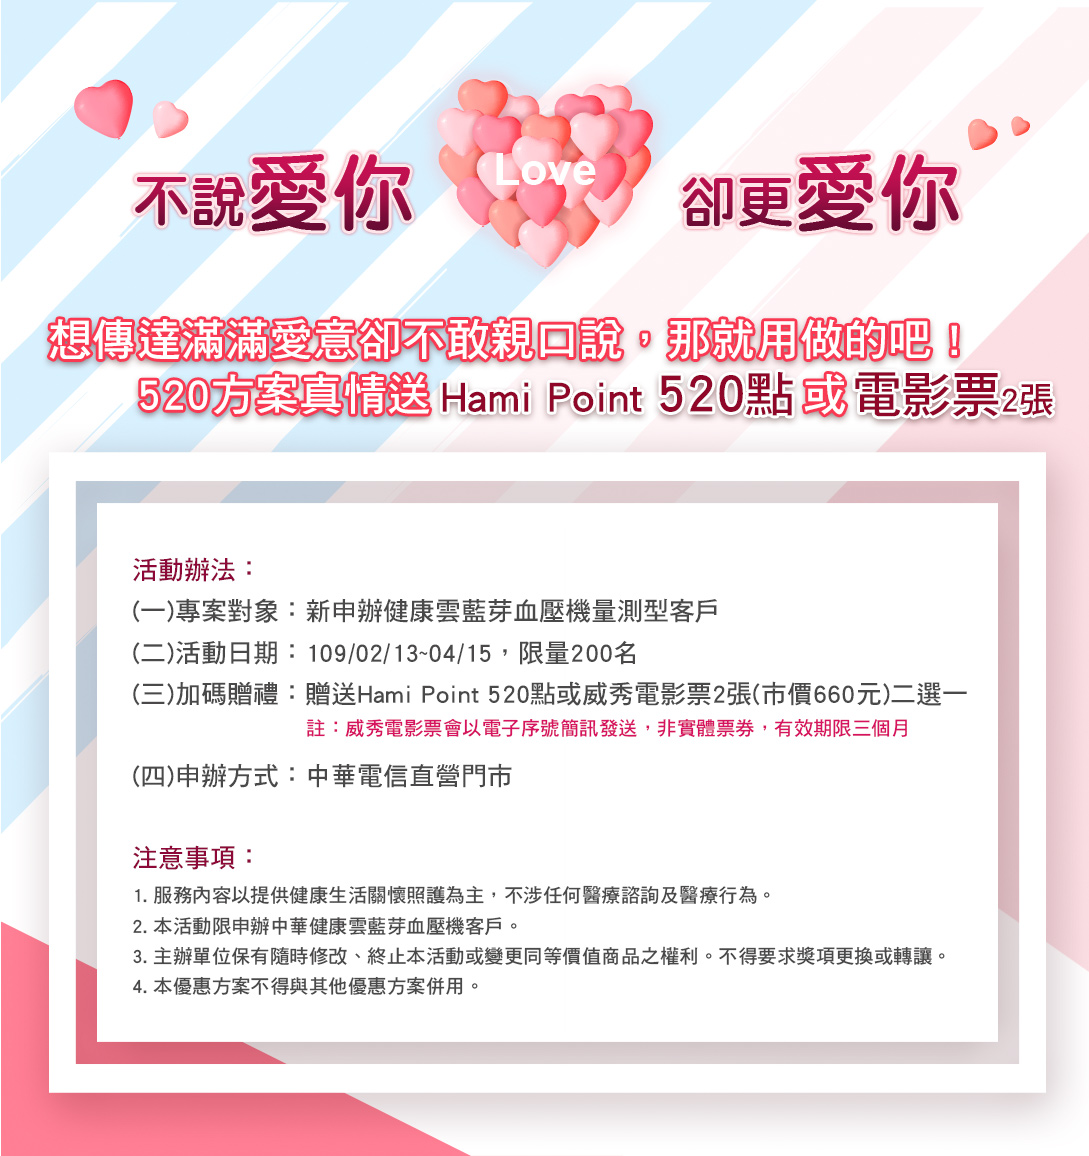 不說愛你 Love 卻更愛你
想傳達滿滿愛意卻不敢親口說，那就用做的吧！
520方案真情送 Hami Point 520點 或 電影票2張
活動辦法：
(一)專案對象：新申辦健康雲藍芽血壓機量測型客戶
(二)活動日期：109/02/13~04/15，限量200名
(三)加碼贈禮：贈送Hami Point 520點或威秀電影票2張(市價660元)二選一
註：威秀電影票會以電子序號簡訊發送，非實體票券，有效期限三個月
(四)申辦方式：中華電信直營門市
注意事項：
1. 服務內容以提供健康生活關懷照護為主，不涉任何醫療諮詢及醫療行為。
2. 本活動限申辦中華健康雲藍芽血壓機客戶。
3. 主辦單位保有隨時修改、終止本活動或變更同等價值商品之權利。不得要求獎項更換或轉讓。
4. 本優惠方案不得與其他優惠方案併用。